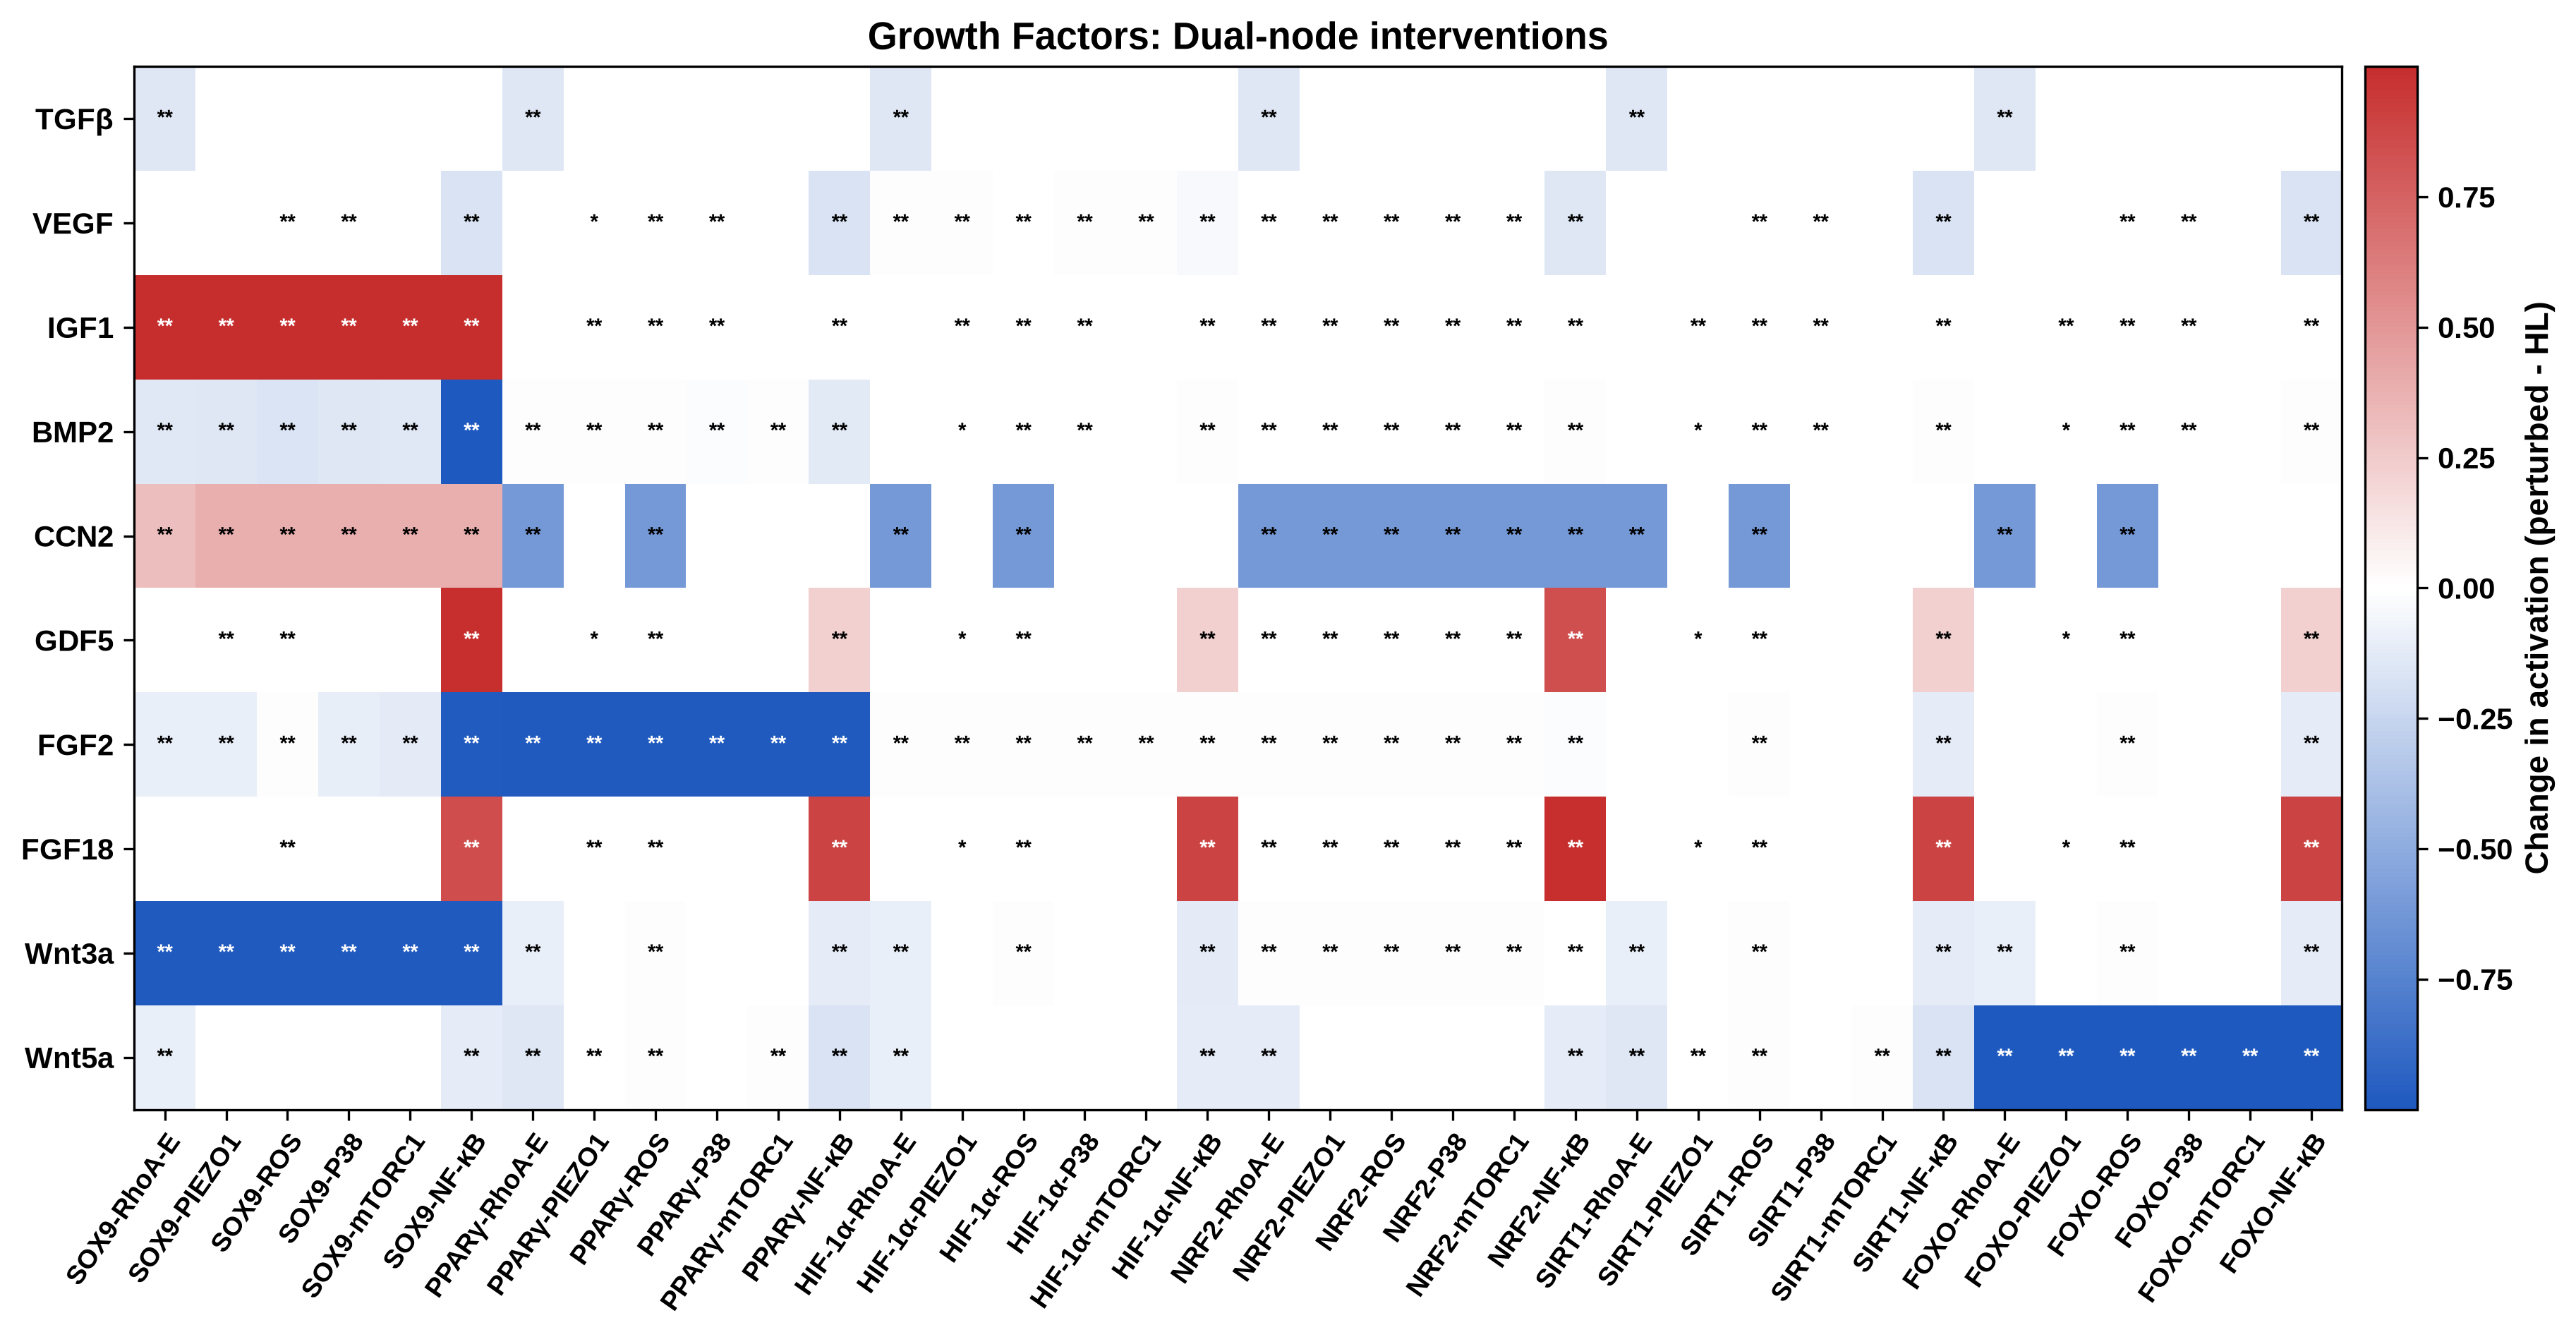 Growth Factors: Dual-node interventions
TGFβ ** ** ** ** ** **
VEGF ** ** ** * ** ** ** ** ** ** ** ** ** ** ** ** ** ** ** ** ** ** ** ** **
IGF1 ** ** ** ** ** ** ** ** ** ** ** ** ** ** ** ** ** ** ** ** ** ** ** ** ** ** ** **
BMP2 ** ** ** ** ** ** ** ** ** ** ** ** * ** ** ** ** ** ** ** ** ** * ** ** ** * ** ** **
CCN2 ** ** ** ** ** ** ** ** ** ** ** ** ** ** ** ** ** ** ** **
GDF5 ** ** ** * ** ** * ** ** ** ** ** ** ** ** * ** ** * ** **
FGF2 ** ** ** ** ** ** ** ** ** ** ** ** ** ** ** ** ** ** ** ** ** ** ** ** ** ** ** **
FGF18 ** ** ** ** ** * ** ** ** ** ** ** ** ** * ** ** * ** **
Wnt3a ** ** ** ** ** ** ** ** ** ** ** ** ** ** ** ** ** ** ** ** ** ** ** **
Wnt5a ** ** ** ** ** ** ** ** ** ** ** ** ** ** ** ** ** ** ** ** ** **
SOX9-RhoA-E
SOX9-PIEZO1
SOX9-ROS
SOX9-P38
SOX9-mTORC1
SOX9-NF-κB
PPARγ-RhoA-E
PPARγ-PIEZO1
PPARγ-ROS
PPARγ-P38
PPARγ-mTORC1
PPARγ-NF-κB
HIF-1α-RhoA-E
HIF-1α-PIEZO1
HIF-1α-ROS
HIF-1α-P38
HIF-1α-mTORC1
HIF-1α-NF-κB
NRF2-RhoA-E
NRF2-PIEZO1
NRF2-ROS
NRF2-P38
NRF2-mTORC1
NRF2-NF-κB
SIRT1-RhoA-E
SIRT1-PIEZO1
SIRT1-ROS
SIRT1-P38
SIRT1-mTORC1
SIRT1-NF-κB
FOXO-RhoA-E
FOXO-PIEZO1
FOXO-ROS
FOXO-P38
FOXO-mTORC1
FOXO-NF-κB
0.75
0.50
0.25
0.00
−0.25
−0.50
−0.75
Change in activation (perturbed - HL)